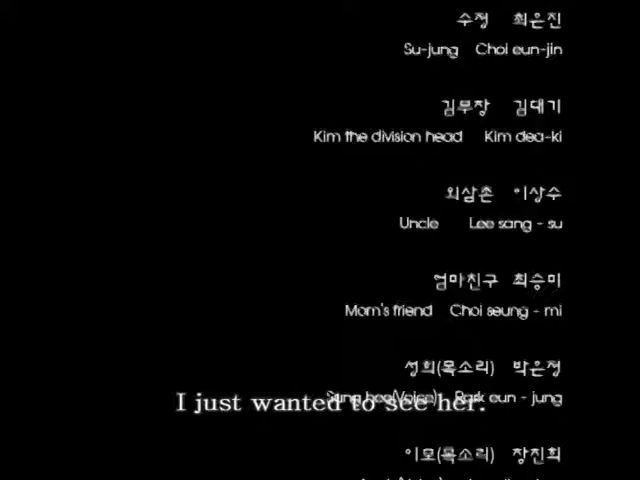 수정 최은진
Su-jung Choi eun-jin
김부장 김대기
Kim the division head Kim dea-ki
외삼촌 이상수
Uncle Lee sang - su
엄마친구 최승미
Mom's friend Choi seung - mi
성희(목소리) 박은정
Sung hee(Voice) Park eun - jung
I just wanted to see her.
이모(목소리) 장진희